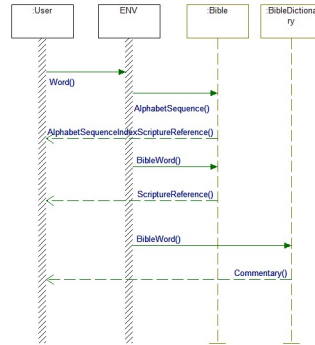 :User
ENV
:Bible
:BibleDictiona
ry
Word()
AlphabetSequence()
AlphabetSequenceIndexScriptureReference()
BibleWord()
ScriptureReference()
BibleWord()
Commentary()